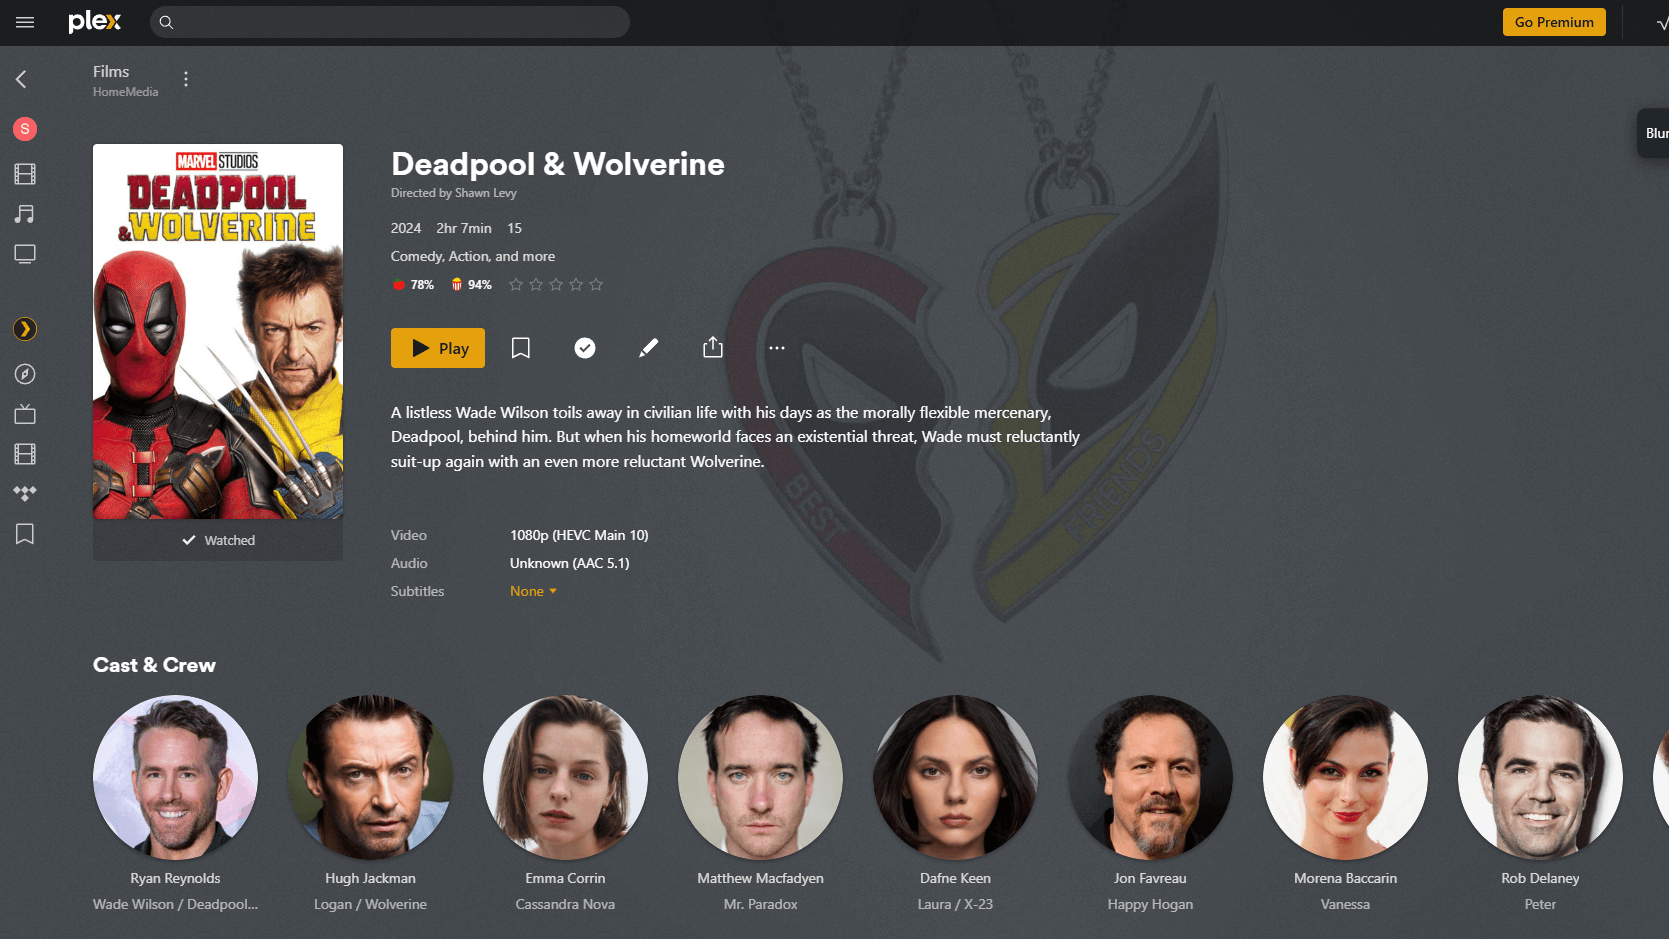 plex
Go Premium
Films
HomeMedia
S
Blur
MARVEL STUDIOS
DEADPOOL
& WOLVERINE
Watched
Deadpool & Wolverine
Directed by Shawn Levy
2024 2hr 7min 15
Comedy, Action, and more
78% 94%
Play
A listless Wade Wilson toils away in civilian life with his days as the morally flexible mercenary,
Deadpool, behind him. But when his homeworld faces an existential threat, Wade must reluctantly
suit-up again with an even more reluctant Wolverine.
BEST
FRIENDS
Video 1080p (HEVC Main 10)
Audio Unknown (AAC 5.1)
Subtitles None
Cast & Crew
Ryan Reynolds
Wade Wilson / Deadpool...
Hugh Jackman
Logan / Wolverine
Emma Corrin
Cassandra Nova
Matthew Macfadyen
Mr. Paradox
Dafne Keen
Laura / X-23
Jon Favreau
Happy Hogan
Morena Baccarin
Vanessa
Rob Delaney
Peter